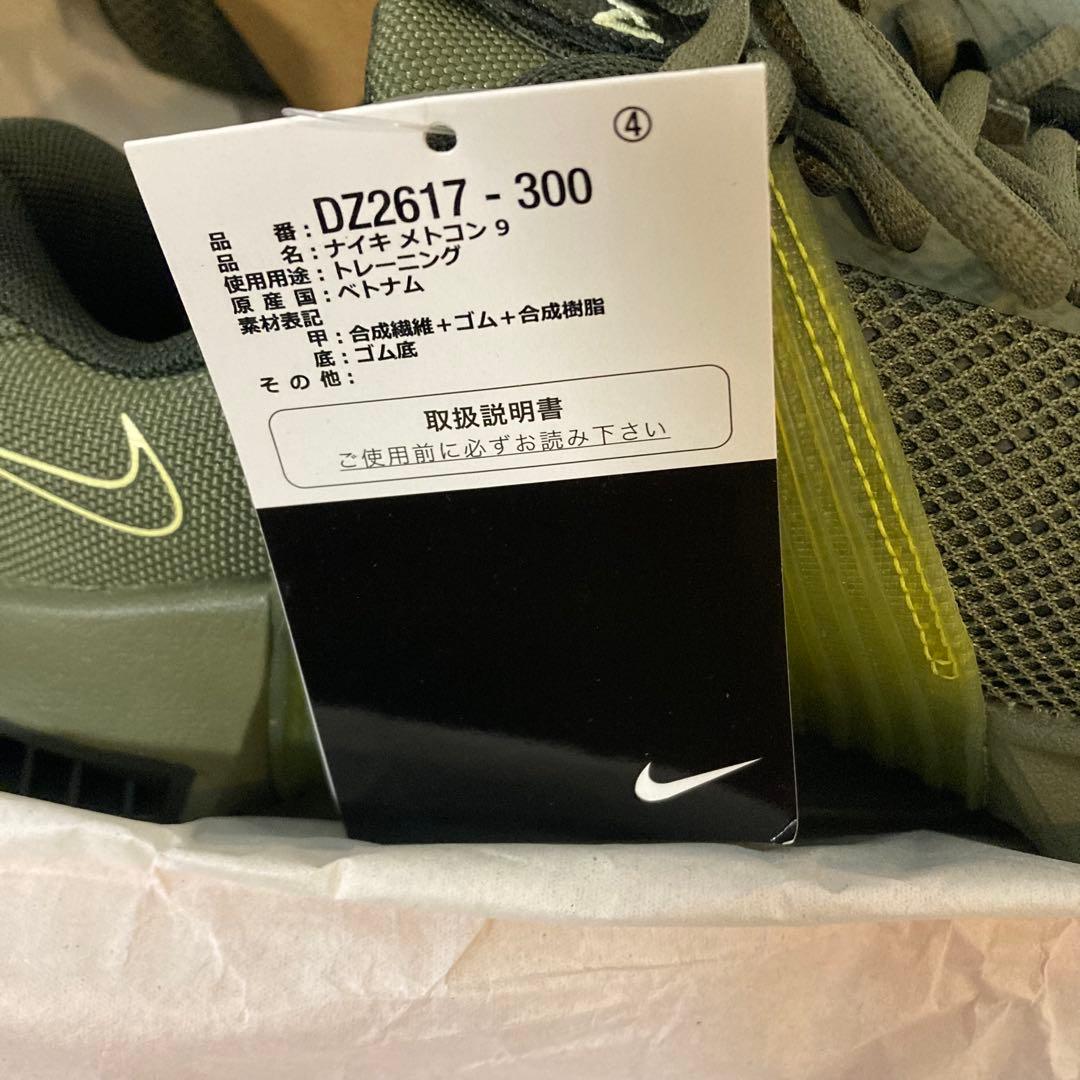 ④
品番:DZ2617-300
品名:ナイキ メトコン 9
使用用途:トレーニング
原産国:ベトナム
素材表記
甲:合成繊維+ゴム+合成樹脂
底:ゴム底
その他:
取扱説明書
ご使用前に必ずお読み下さい